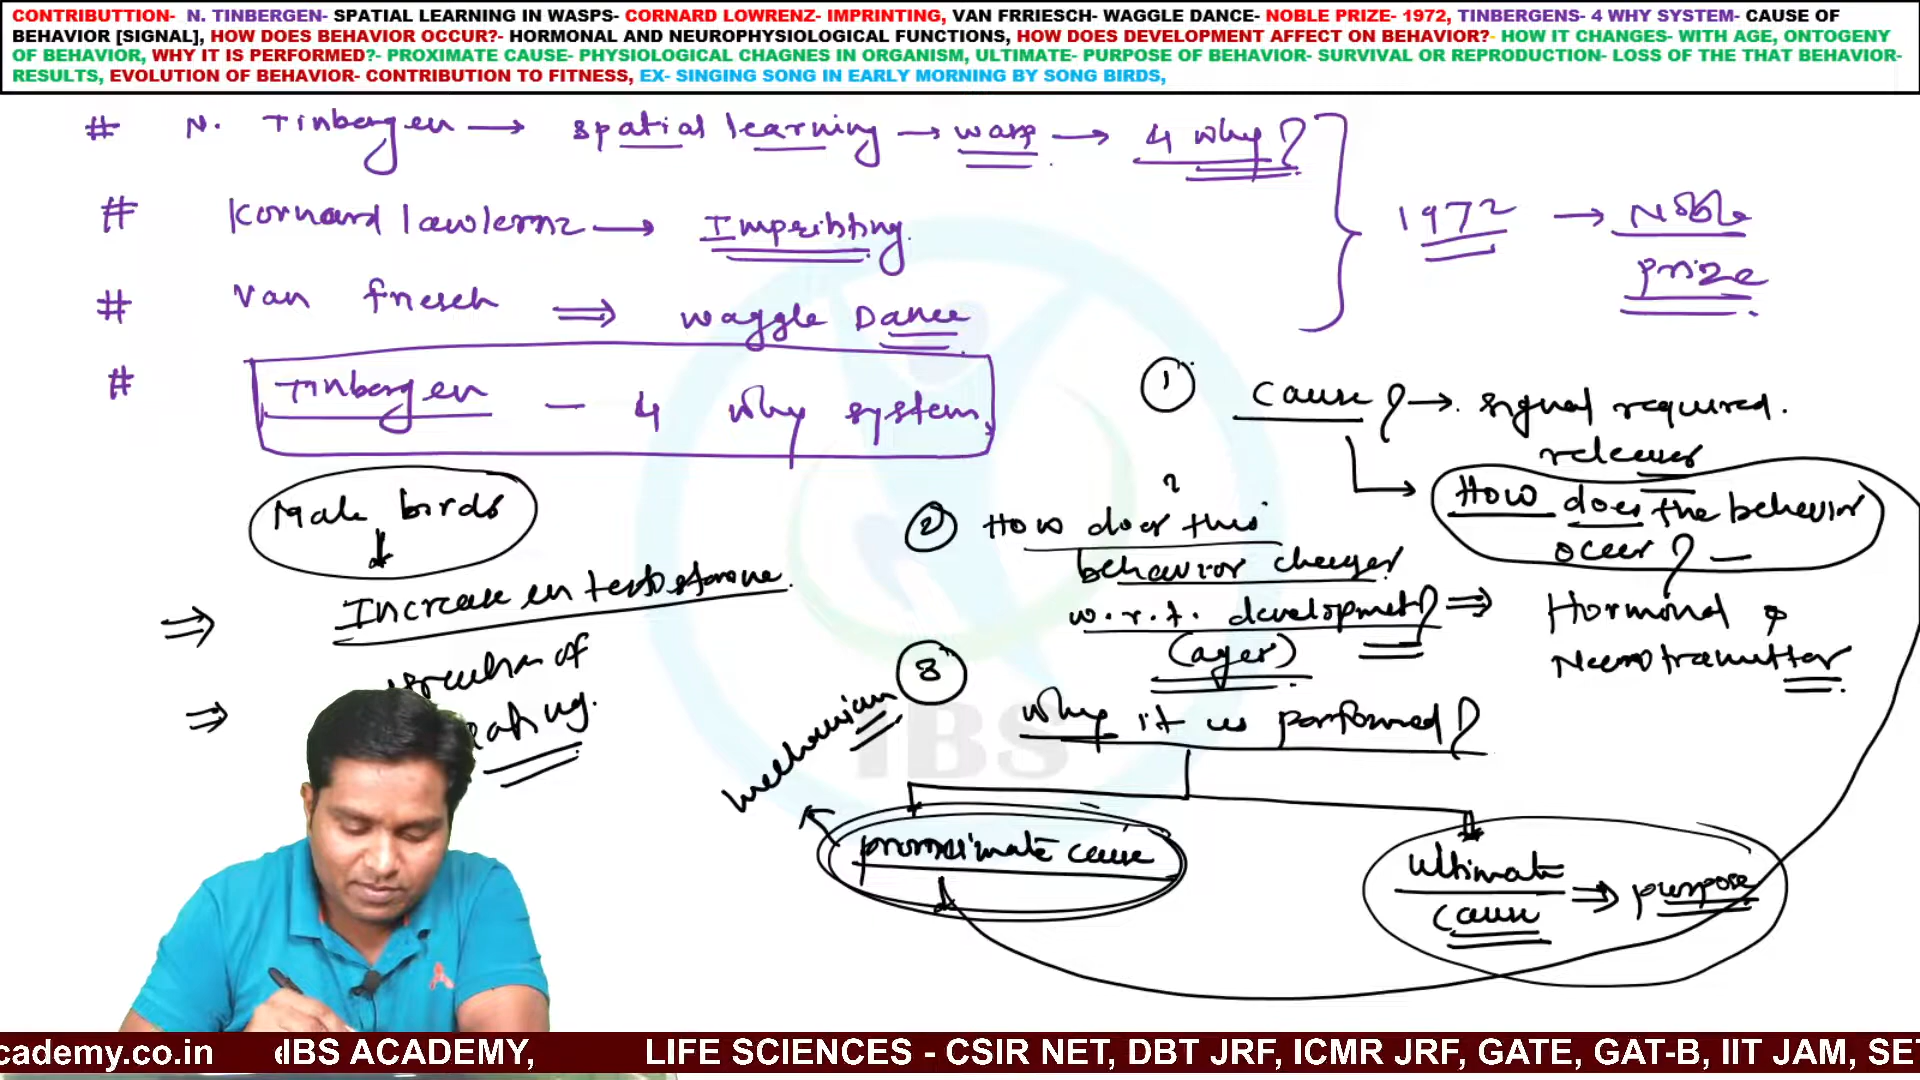 CONTRIBUTTION- N. TINBERGEN- SPATIAL LEARNING IN WASPS- CORNARD LOWRENZ- IMPRINTING, VAN FRRIESCH- WAGGLE DANCE- NOBLE PRIZE- 1972, TINBERGENS- 4 WHY SYSTEM- CAUSE OF
BEHAVIOR [SIGNAL], HOW DOES BEHAVIOR OCCUR?- HORMONAL AND NEUROPHYSIOLOGICAL FUNCTIONS, HOW DOES DEVELOPMENT AFFECT ON BEHAVIOR?- HOW IT CHANGES- WITH AGE, ONTOGENY
OF BEHAVIOR, WHY IT IS PERFORMED?- PROXIMATE CAUSE- PHYSIOLOGICAL CHAGNES IN ORGANISM, ULTIMATE- PURPOSE OF BEHAVIOR- SURVIVAL OR REPRODUCTION- LOSS OF THE THAT BEHAVIOR-
RESULTS, EVOLUTION OF BEHAVIOR- CONTRIBUTION TO FITNESS, EX- SINGING SONG IN EARLY MORNING BY SONG BIRDS,
# N. Tinbergen → spatial learning → wasp → 4 why?
# Kornard lawlernz → Impribting.
1972 → Noble
prize
# Van friesch ⇒ waggle Dance
# Tinbergen - 4 why system
① Cause? → signal required.
releaser
How does the behavior
occur? -
Male birds
② How does this
behavior changes
w.r.t. development? ⇒ Hormonal &
(ages)
Neurotransmitter
⇒ Increase in testosterone.
③ why it is performed?
⇒
mechanism
proximate cause
ultimate
cause ⇒ purpose
IBS
cademy.co.in IBS ACADEMY, LIFE SCIENCES - CSIR NET, DBT JRF, ICMR JRF, GATE, GAT-B, IIT JAM, SET